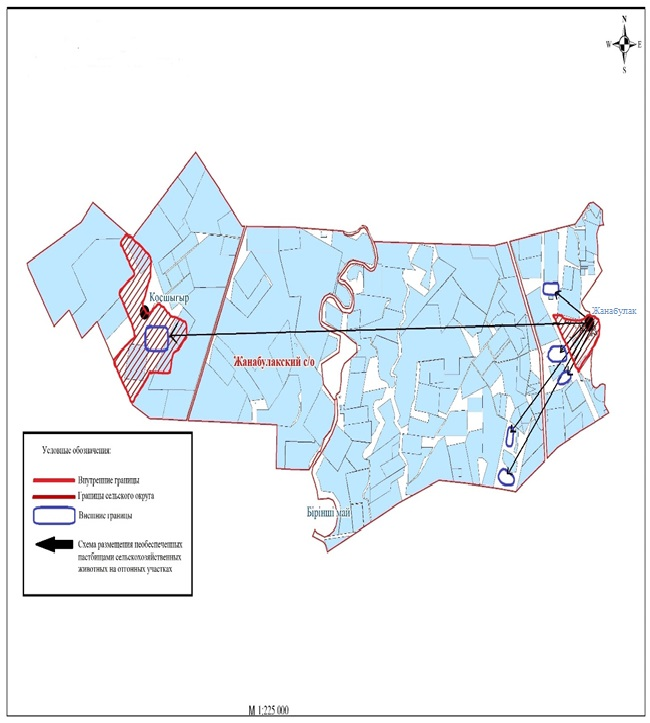 N
W E
S
Қосшығыр
Жанабулак
Жанабулакский с/о
Бірінші май
Условные обозначения:
Внутренние границы
Границы сельского округа
Внешние границы
Схема размещения необеспеченных
пастбищами сельскохозяйственных
животных на отгонных участках
М 1:225 000